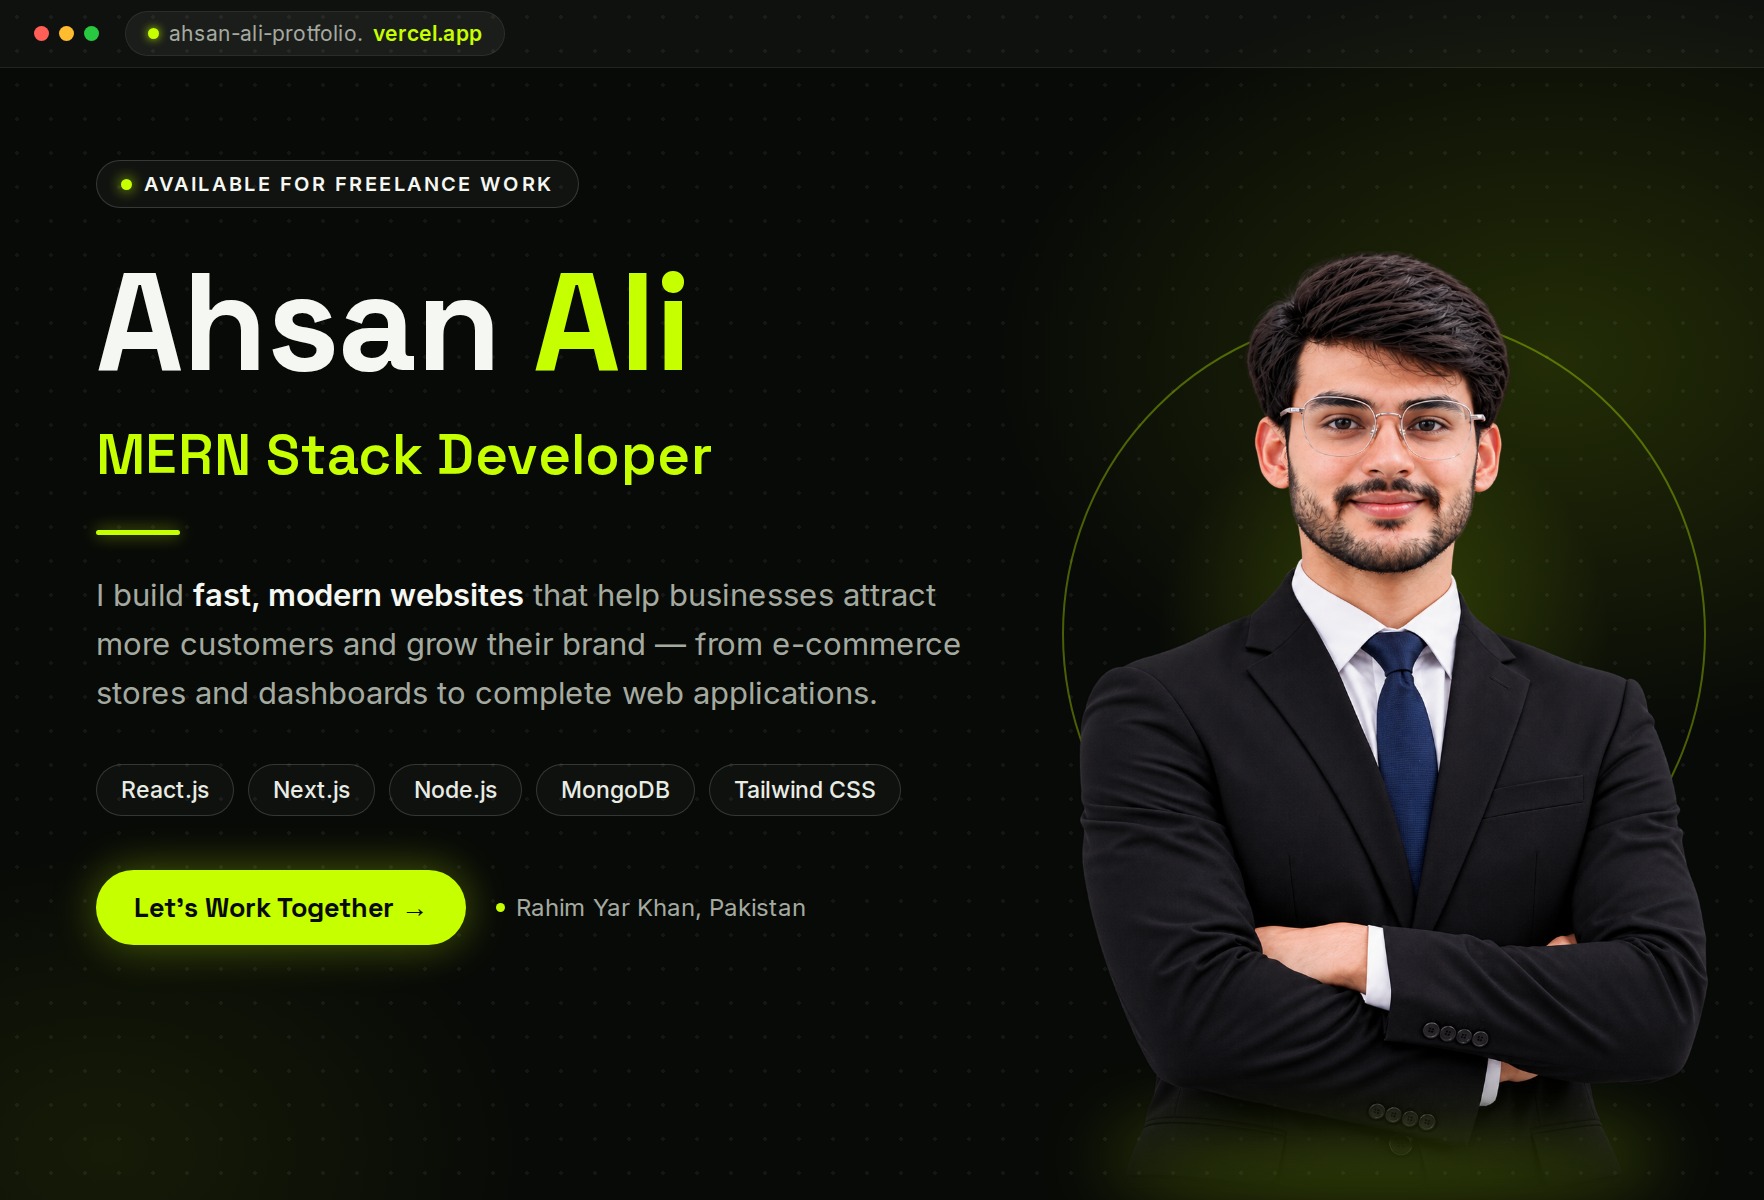 ahsan-ali-protfolio. vercel.app
AVAILABLE FOR FREELANCE WORK
Ahsan Ali
MERN Stack Developer
I build fast, modern websites that help businesses attract
more customers and grow their brand — from e-commerce
stores and dashboards to complete web applications.
React.js Next.js Node.js MongoDB Tailwind CSS
Let's Work Together → Rahim Yar Khan, Pakistan